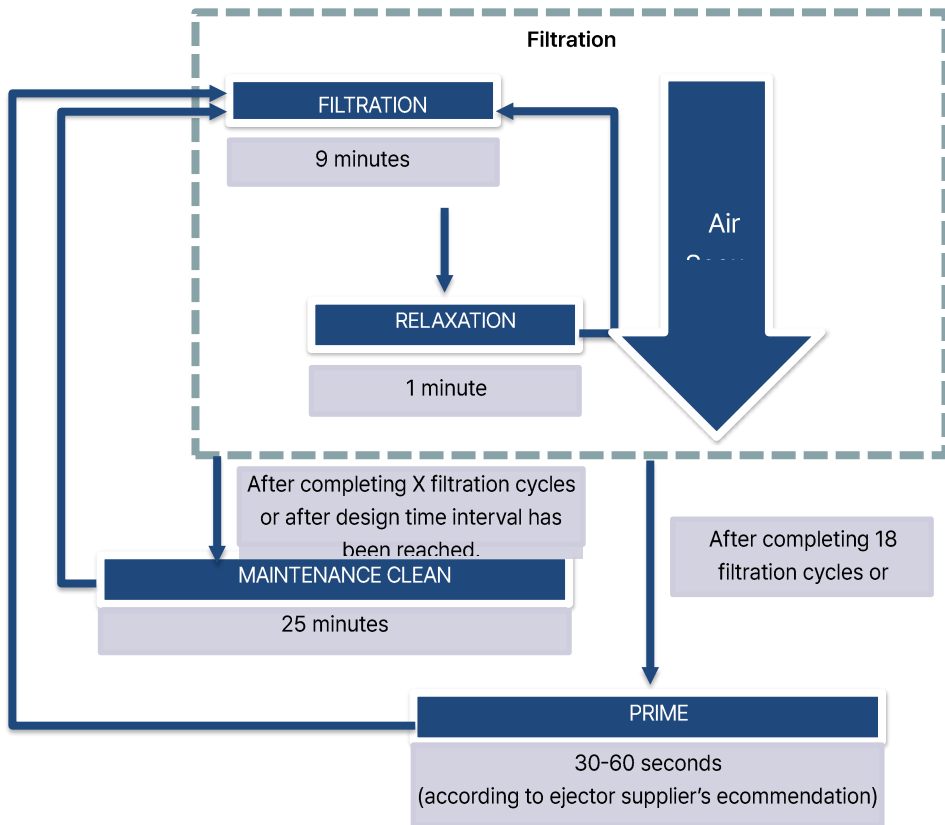 Filtration
FILTRATION
9 minutes
Air
RELAXATION
1 minute
After completing X filtration cycles
or after design time interval has
been reached.
After completing 18
filtration cycles or
MAINTENANCE CLEAN
25 minutes
PRIME
30-60 seconds
(according to ejector supplier’s ecommendation)